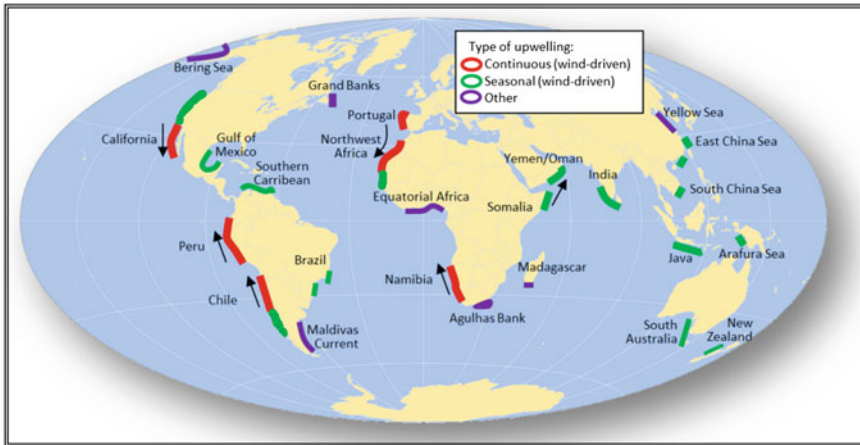 Type of upwelling:
Continuous (wind-driven)
Seasonal (wind-driven)
Other
Bering Sea
Grand Banks
Portugal
Yellow Sea
California
Gulf of
Mexico
Northwest
Africa
East China Sea
Southern
Carribean
Yemen/Oman
India
South China Sea
Equatorial Africa
Somalia
Peru
Brazil
Namibia
Madagascar
Java
Arafura Sea
Chile
Agulhas Bank
Maldivas
Current
South
Australia
New
Zealand